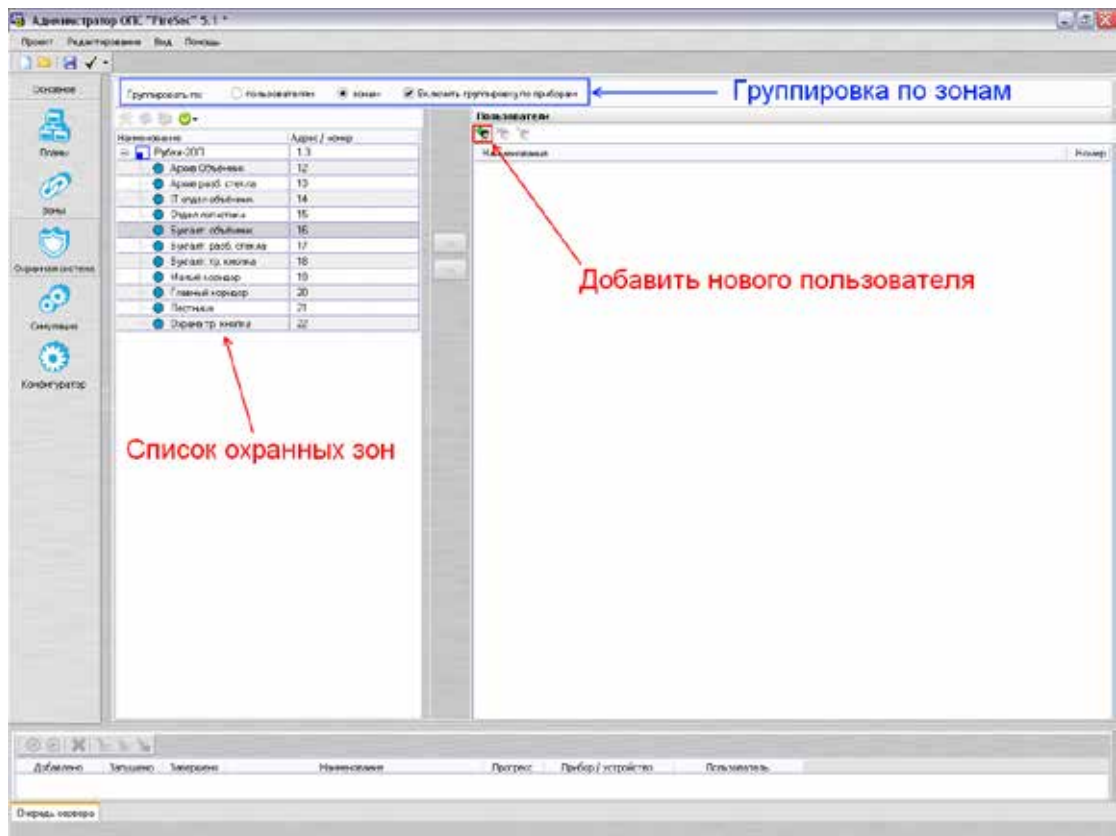 Администратор ОПС "FireSec" 5.1 *
Проект Редактирование Вид Помощь
Основное
Группировать по: пользователям зонам Включить группировку по приборам
Группировка по зонам
Пользователи
Наименование Адрес / номер
Наименование Номер
Рубеж-2ОП 1.3
Архив Объёмник 12
Архив разб. стекла 13
IT отдел объёмник 14
Отдел логистики 15
Бухгалт. объёмник 16
Бухгалт. разб. стекла 17
Бухгалт. тр. кнопка 18
Малый коридор 19
Главный коридор 20
Лестница 21
Охрана тр. кнопка 22
Планы
Зоны
Охранная система
Симуляция
Конфигуратор
Добавить нового пользователя
Список охранных зон
Добавлено Запущено Завершено Наименование Прогресс Прибор / устройство Пользователь
Очередь сервера